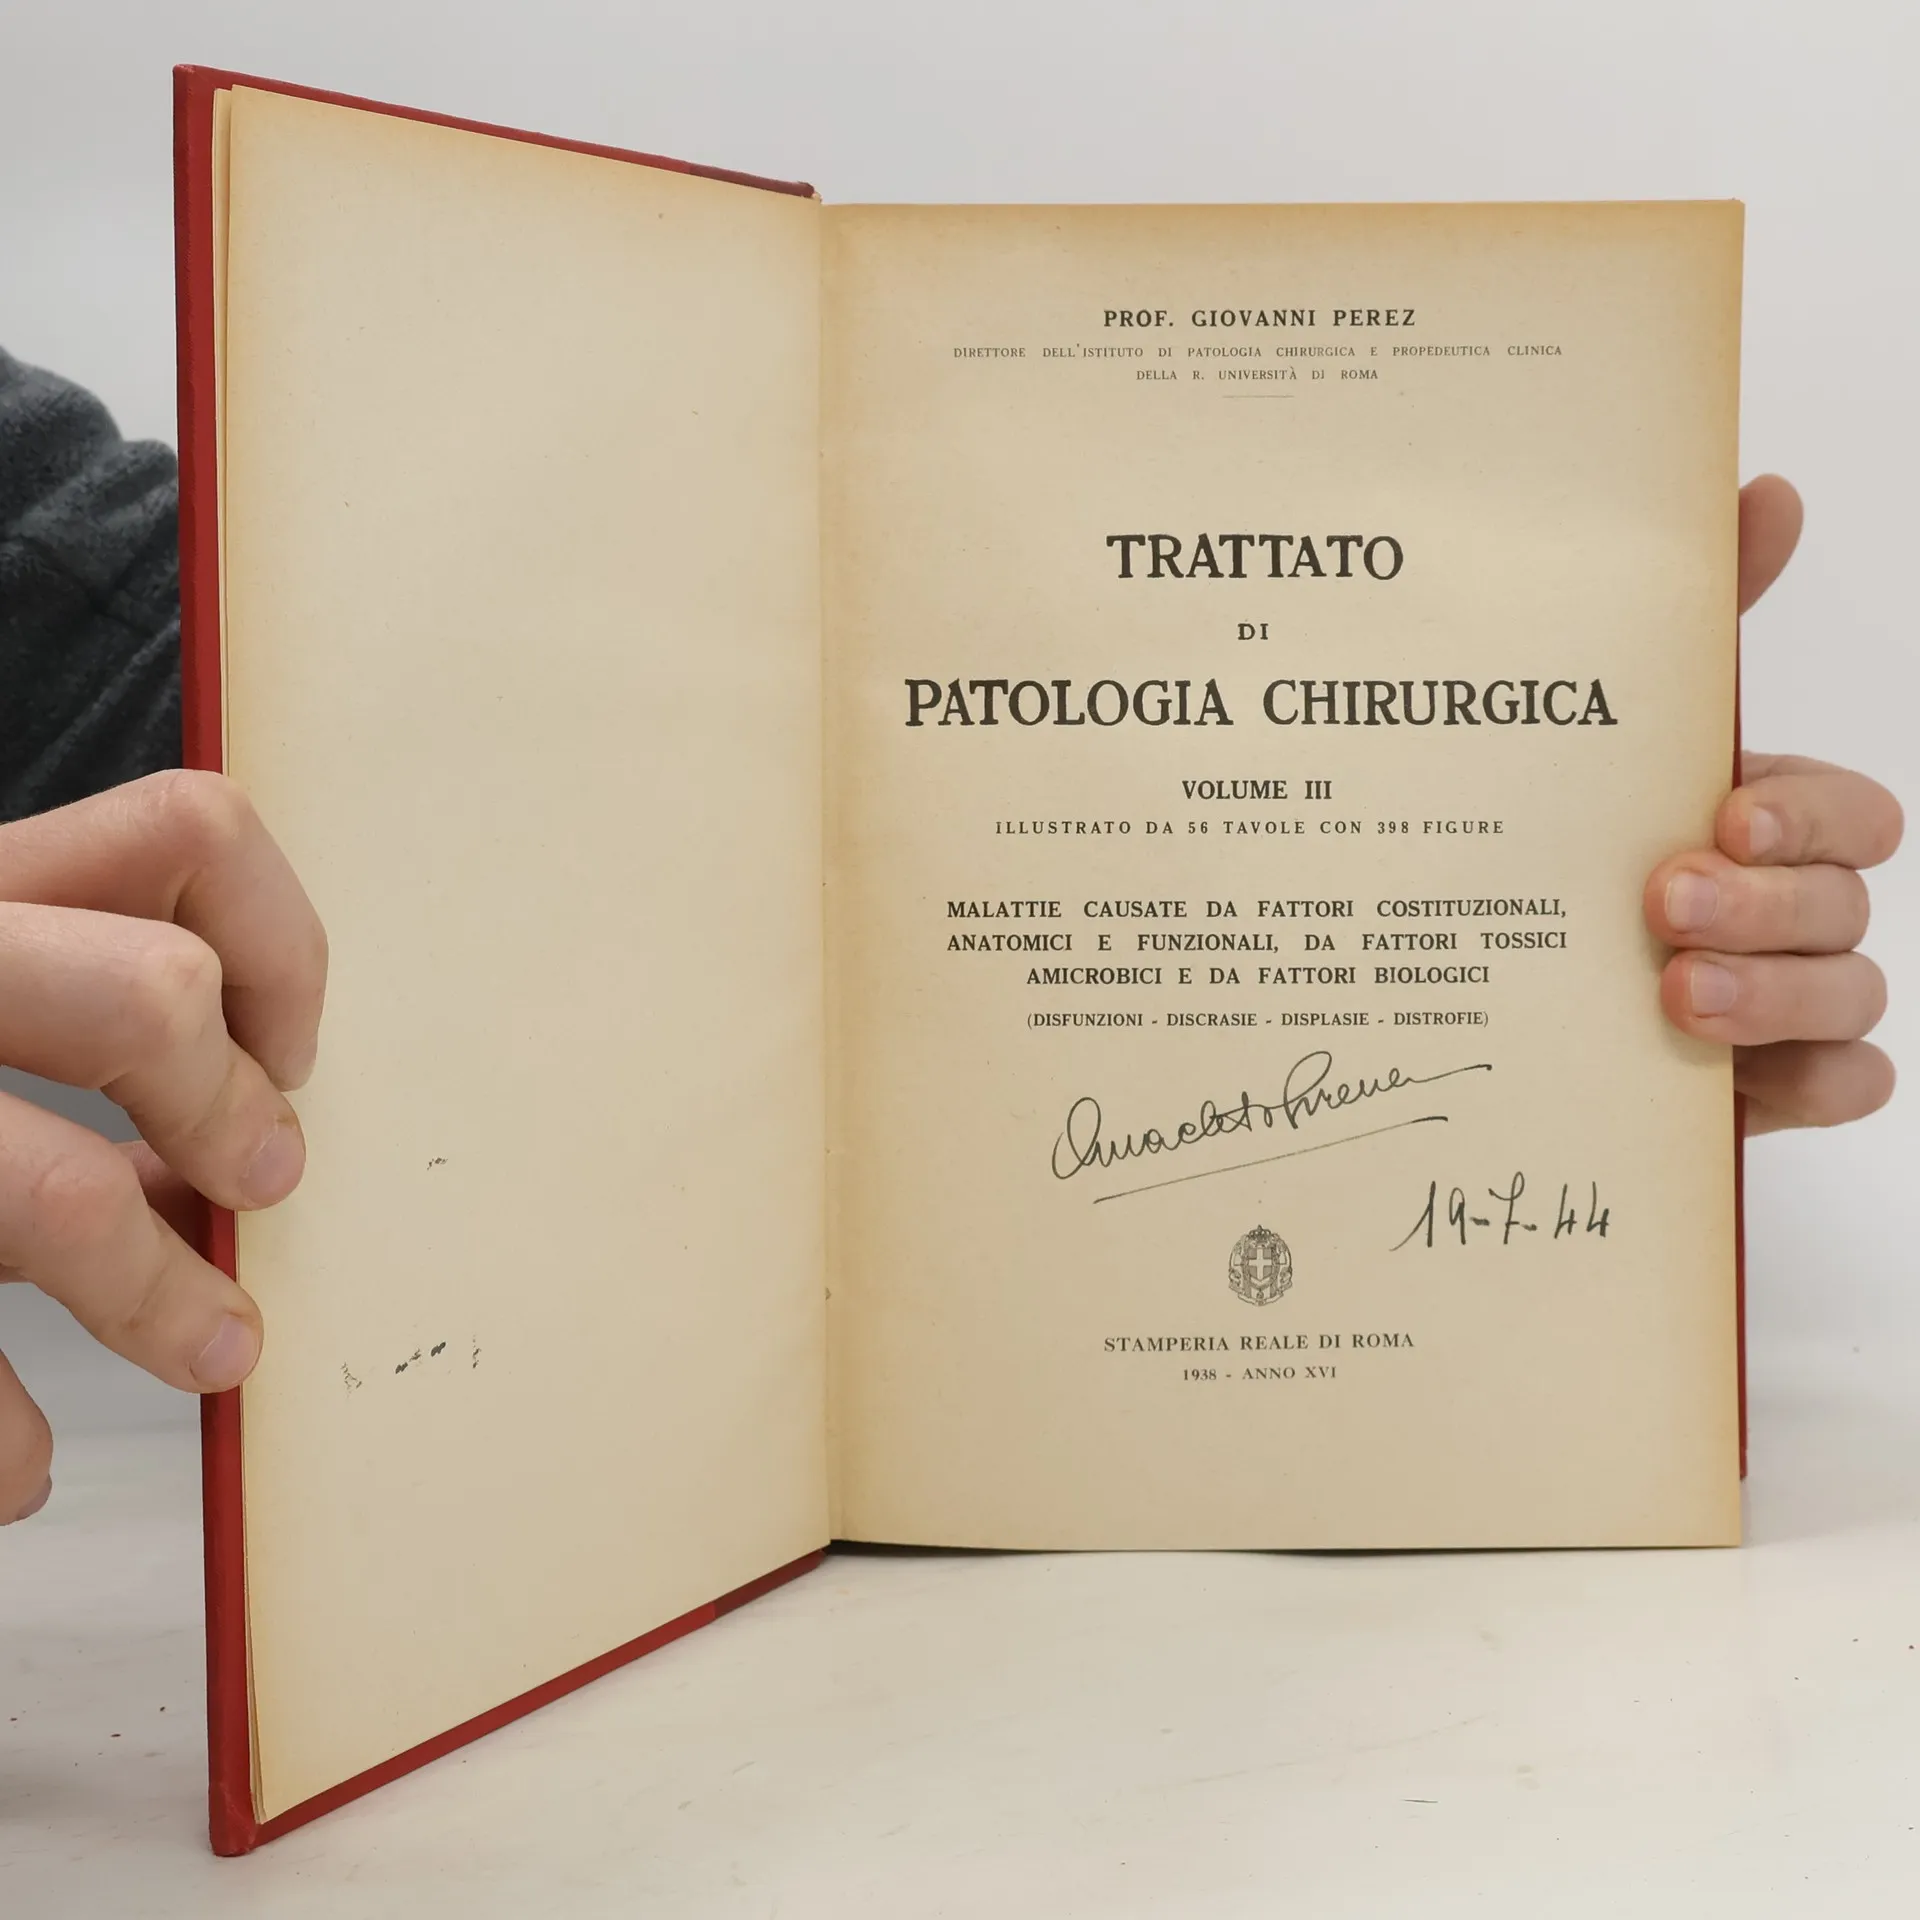 PROF. GIOVANNI PEREZ
DIRETTORE DELL'ISTITUTO DI PATOLOGIA CHIRURGICA E PROPEDEUTICA CLINICA
DELLA R. UNIVERSITÀ DI ROMA
TRATTATO
DI
PATOLOGIA CHIRURGICA
VOLUME III
ILLUSTRATO DA 56 TAVOLE CON 398 FIGURE
MALATTIE CAUSATE DA FATTORI COSTITUZIONALI,
ANATOMICI E FUNZIONALI, DA FATTORI TOSSICI
AMICROBICI E DA FATTORI BIOLOGICI
(DISFUNZIONI - DISCRASIE - DISPLASIE - DISTROFIE)
19-7-44
STAMPERIA REALE DI ROMA
1938 - ANNO XVI